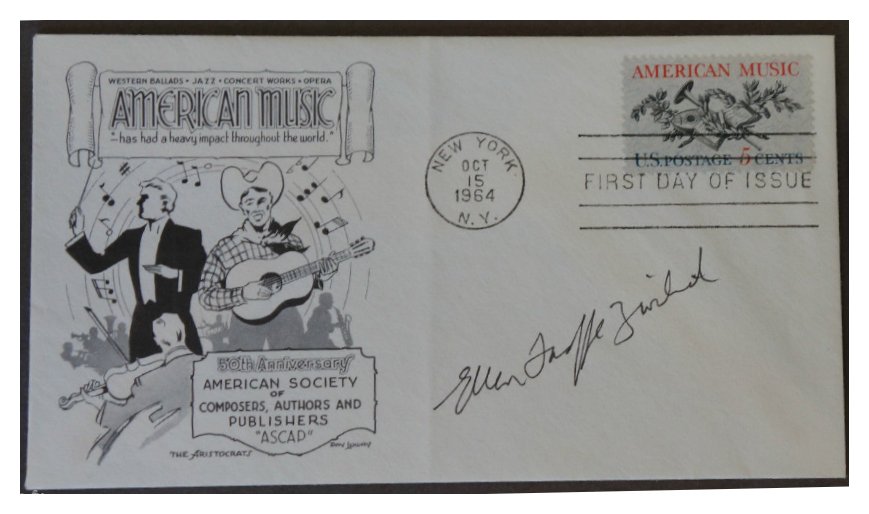 WESTERN BALLADS • JAZZ • CONCERT WORKS • OPERA
AMERICAN MUSIC
"-has had a heavy impact throughout the world."
50th Anniversary
AMERICAN SOCIETY
OF
COMPOSERS, AUTHORS AND
PUBLISHERS
"ASCAP"
THE ARISTOCRATS
NEW YORK
OCT
15
1964
N.Y.
AMERICAN MUSIC
U.S. POSTAGE 5 CENTS
FIRST DAY OF ISSUE
Ellen Taaffe Zwilich